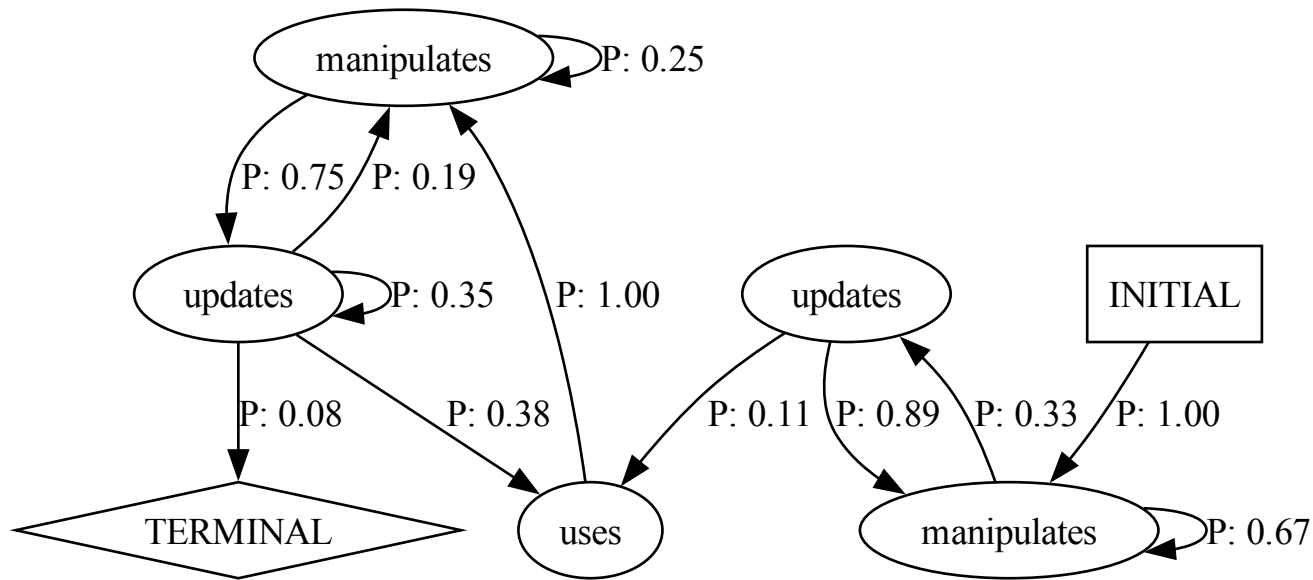 manipulates
P: 0.25
P: 0.75
P: 0.19
updates
P: 0.35
P: 1.00
updates
INITIAL
P: 0.08
P: 0.38
P: 0.11
P: 0.89
P: 0.33
P: 1.00
TERMINAL
uses
manipulates
P: 0.67